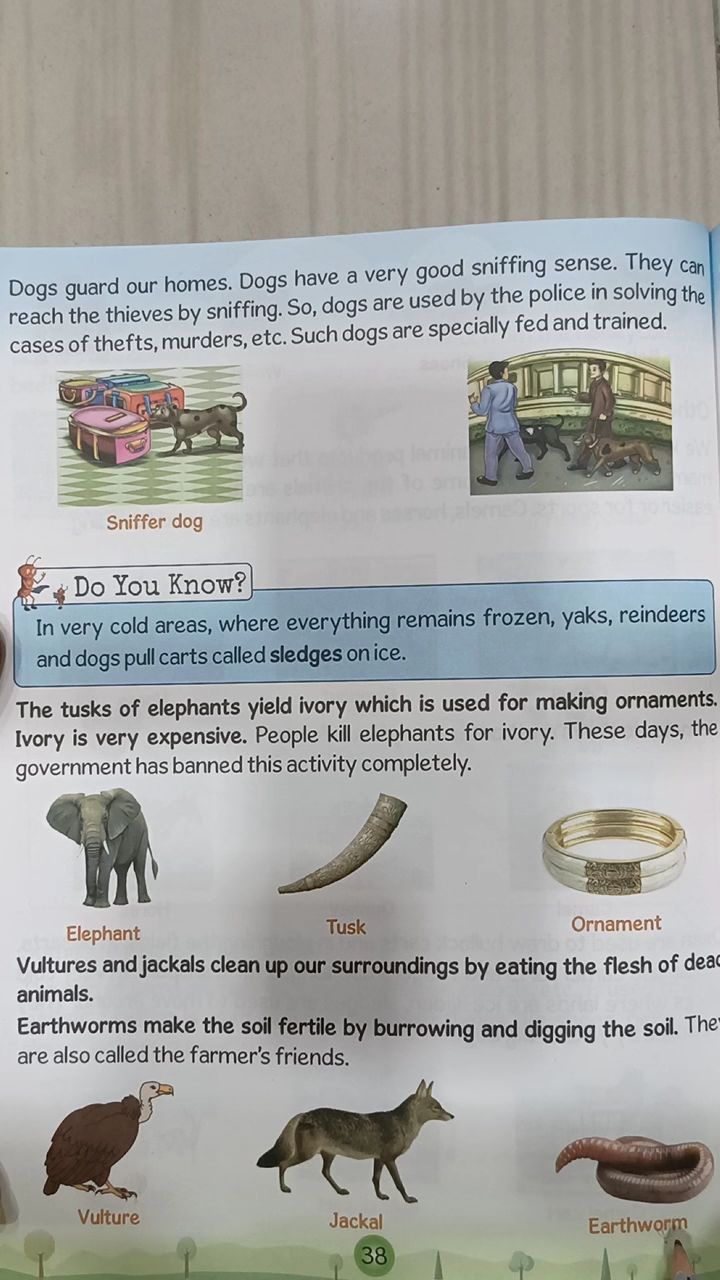 Dogs guard our homes. Dogs have a very good sniffing sense. They can
reach the thieves by sniffing. So, dogs are used by the police in solving the
cases of thefts, murders, etc. Such dogs are specially fed and trained.
Sniffer dog
Do You Know?
In very cold areas, where everything remains frozen, yaks, reindeers
and dogs pull carts called sledges on ice.
The tusks of elephants yield ivory which is used for making ornaments.
Ivory is very expensive. People kill elephants for ivory. These days, the
government has banned this activity completely.
Elephant
Tusk
Ornament
Vultures and jackals clean up our surroundings by eating the flesh of dead
animals.
Earthworms make the soil fertile by burrowing and digging the soil. They
are also called the farmer's friends.
Vulture
Jackal
Earthworm
38